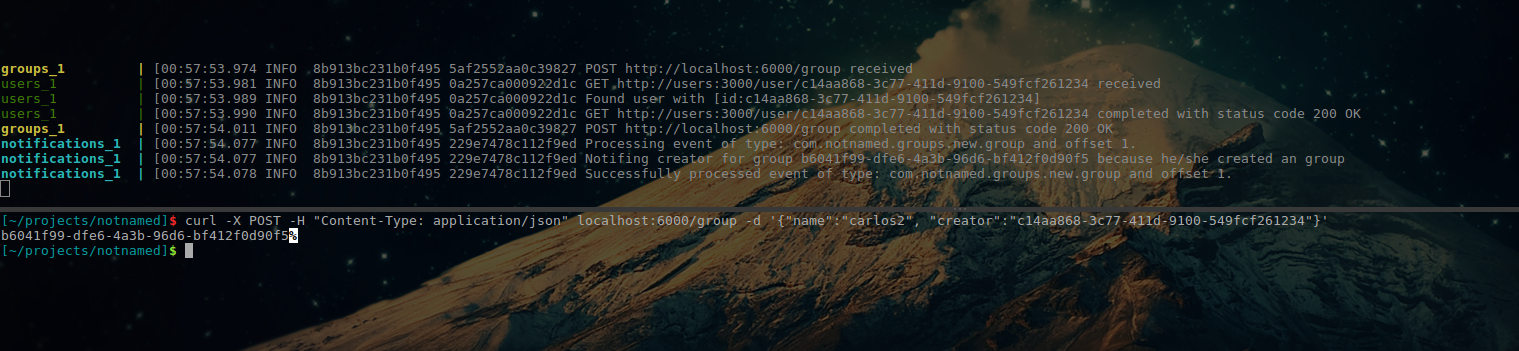 groups_1 | [00:57:53.974 INFO 8b913bc231b0f495 5af2552aa0c39827 POST http://localhost:6000/group received
users_1 | [00:57:53.981 INFO 8b913bc231b0f495 0a257ca000922d1c GET http://users:3000/user/c14aa868-3c77-411d-9100-549fcf261234 received
users_1 | [00:57:53.989 INFO 8b913bc231b0f495 0a257ca000922d1c Found user with [id:c14aa868-3c77-411d-9100-549fcf261234]
users_1 | [00:57:53.990 INFO 8b913bc231b0f495 0a257ca000922d1c GET http://users:3000/user/c14aa868-3c77-411d-9100-549fcf261234 completed with status code 200 OK
groups_1 | [00:57:54.011 INFO 8b913bc231b0f495 5af2552aa0c39827 POST http://localhost:6000/group completed with status code 200 OK
notifications_1 | [00:57:54.077 INFO 8b913bc231b0f495 229e7478c112f9ed Processing event of type: com.notnamed.groups.new.group and offset 1.
notifications_1 | [00:57:54.077 INFO 8b913bc231b0f495 229e7478c112f9ed Notifing creator for group b6041f99-dfe6-4a3b-96d6-bf412f0d90f5 because he/she created an group
notifications_1 | [00:57:54.078 INFO 8b913bc231b0f495 229e7478c112f9ed Successfully processed event of type: com.notnamed.groups.new.group and offset 1.
[~/projects/notnamed]$ curl -X POST -H "Content-Type: application/json" localhost:6000/group -d '{"name":"carlos2", "creator":"c14aa868-3c77-411d-9100-549fcf261234"}'
b6041f99-dfe6-4a3b-96d6-bf412f0d90f5%
[~/projects/notnamed]$